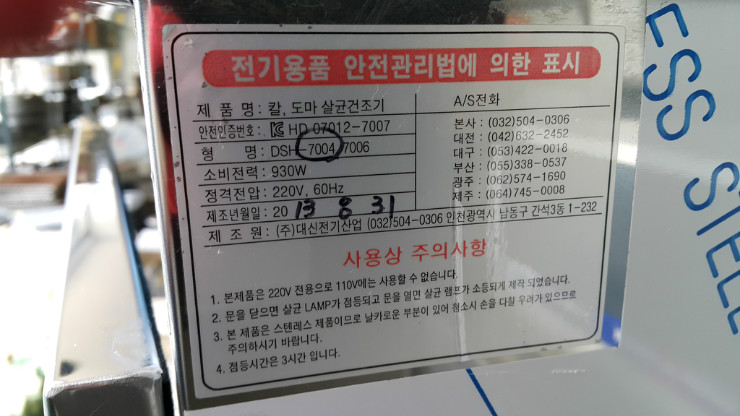 전기용품 안전관리법에 의한 표시
제 품 명 : 칼, 도마 살균건조기
안전인증번호 : HD 07012-7007
형 명 : DSH-7004, 7006
소비전력 : 930W
정격전압 : 220V, 60Hz
제조년월일 : 20 13 8 31
A/S전화
본사 : (032)504-0306
대전 : (042)632-2452
대구 : (053)422-0018
부산 : (055)338-0537
광주 : (062)574-1690
제주 : (064)745-0008
제 조 원 : (주)대신전기산업 (032)504-0306 인천광역시 남동구 간석3동 1-232
사용상 주의사항
1. 본제품은 220V 전용으로 110V에는 사용할 수 없습니다.
2. 문을 닫으면 살균 LAMP가 점등되고 문을 열면 살균 램프가 소등되게 제작 되었습니다.
3. 본 제품은 스텐레스 제품이므로 날카로운 부분이 있어 청소시 손을 다칠 우려가 있으므로
주의하시기 바랍니다.
4. 점등시간은 3시간 입니다.
ESS STEEL